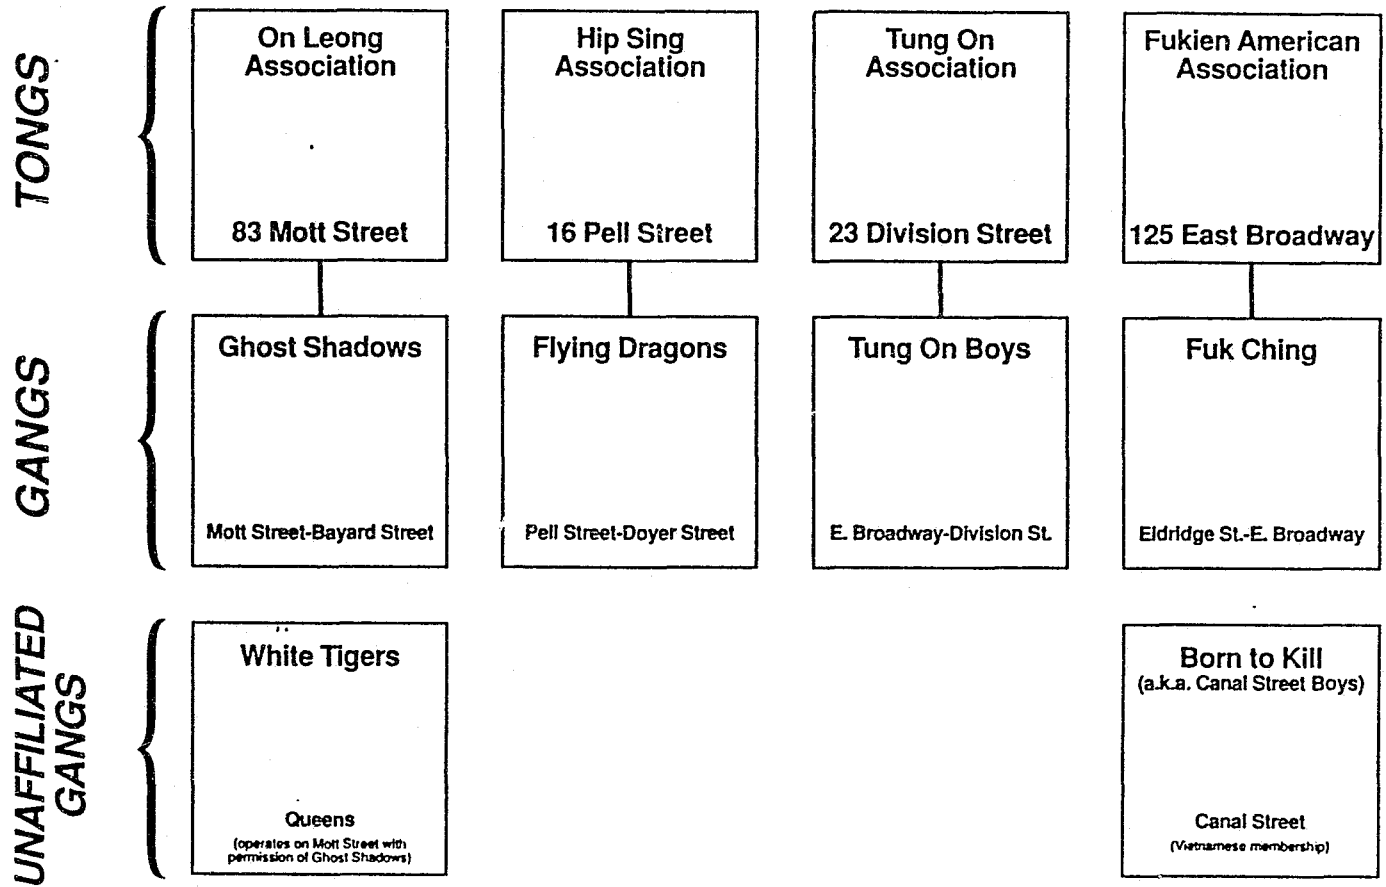 TONGS
On Leong
Association
83 Mott Street
Hip Sing
Association
16 Pell Street
Tung On
Association
23 Division Street
Fukien American
Association
125 East Broadway
GANGS
Ghost Shadows
Mott Street-Bayard Street
Flying Dragons
Pell Street-Doyer Street
Tung On Boys
E. Broadway-Division St.
Fuk Ching
Eldridge St.-E. Broadway
UNAFFILIATED
GANGS
White Tigers
Queens
(operates on Mott Street with
permission of Ghost Shadows)
Born to Kill
(a.k.a. Canal Street Boys)
Canal Street
(Vietnamese membership)